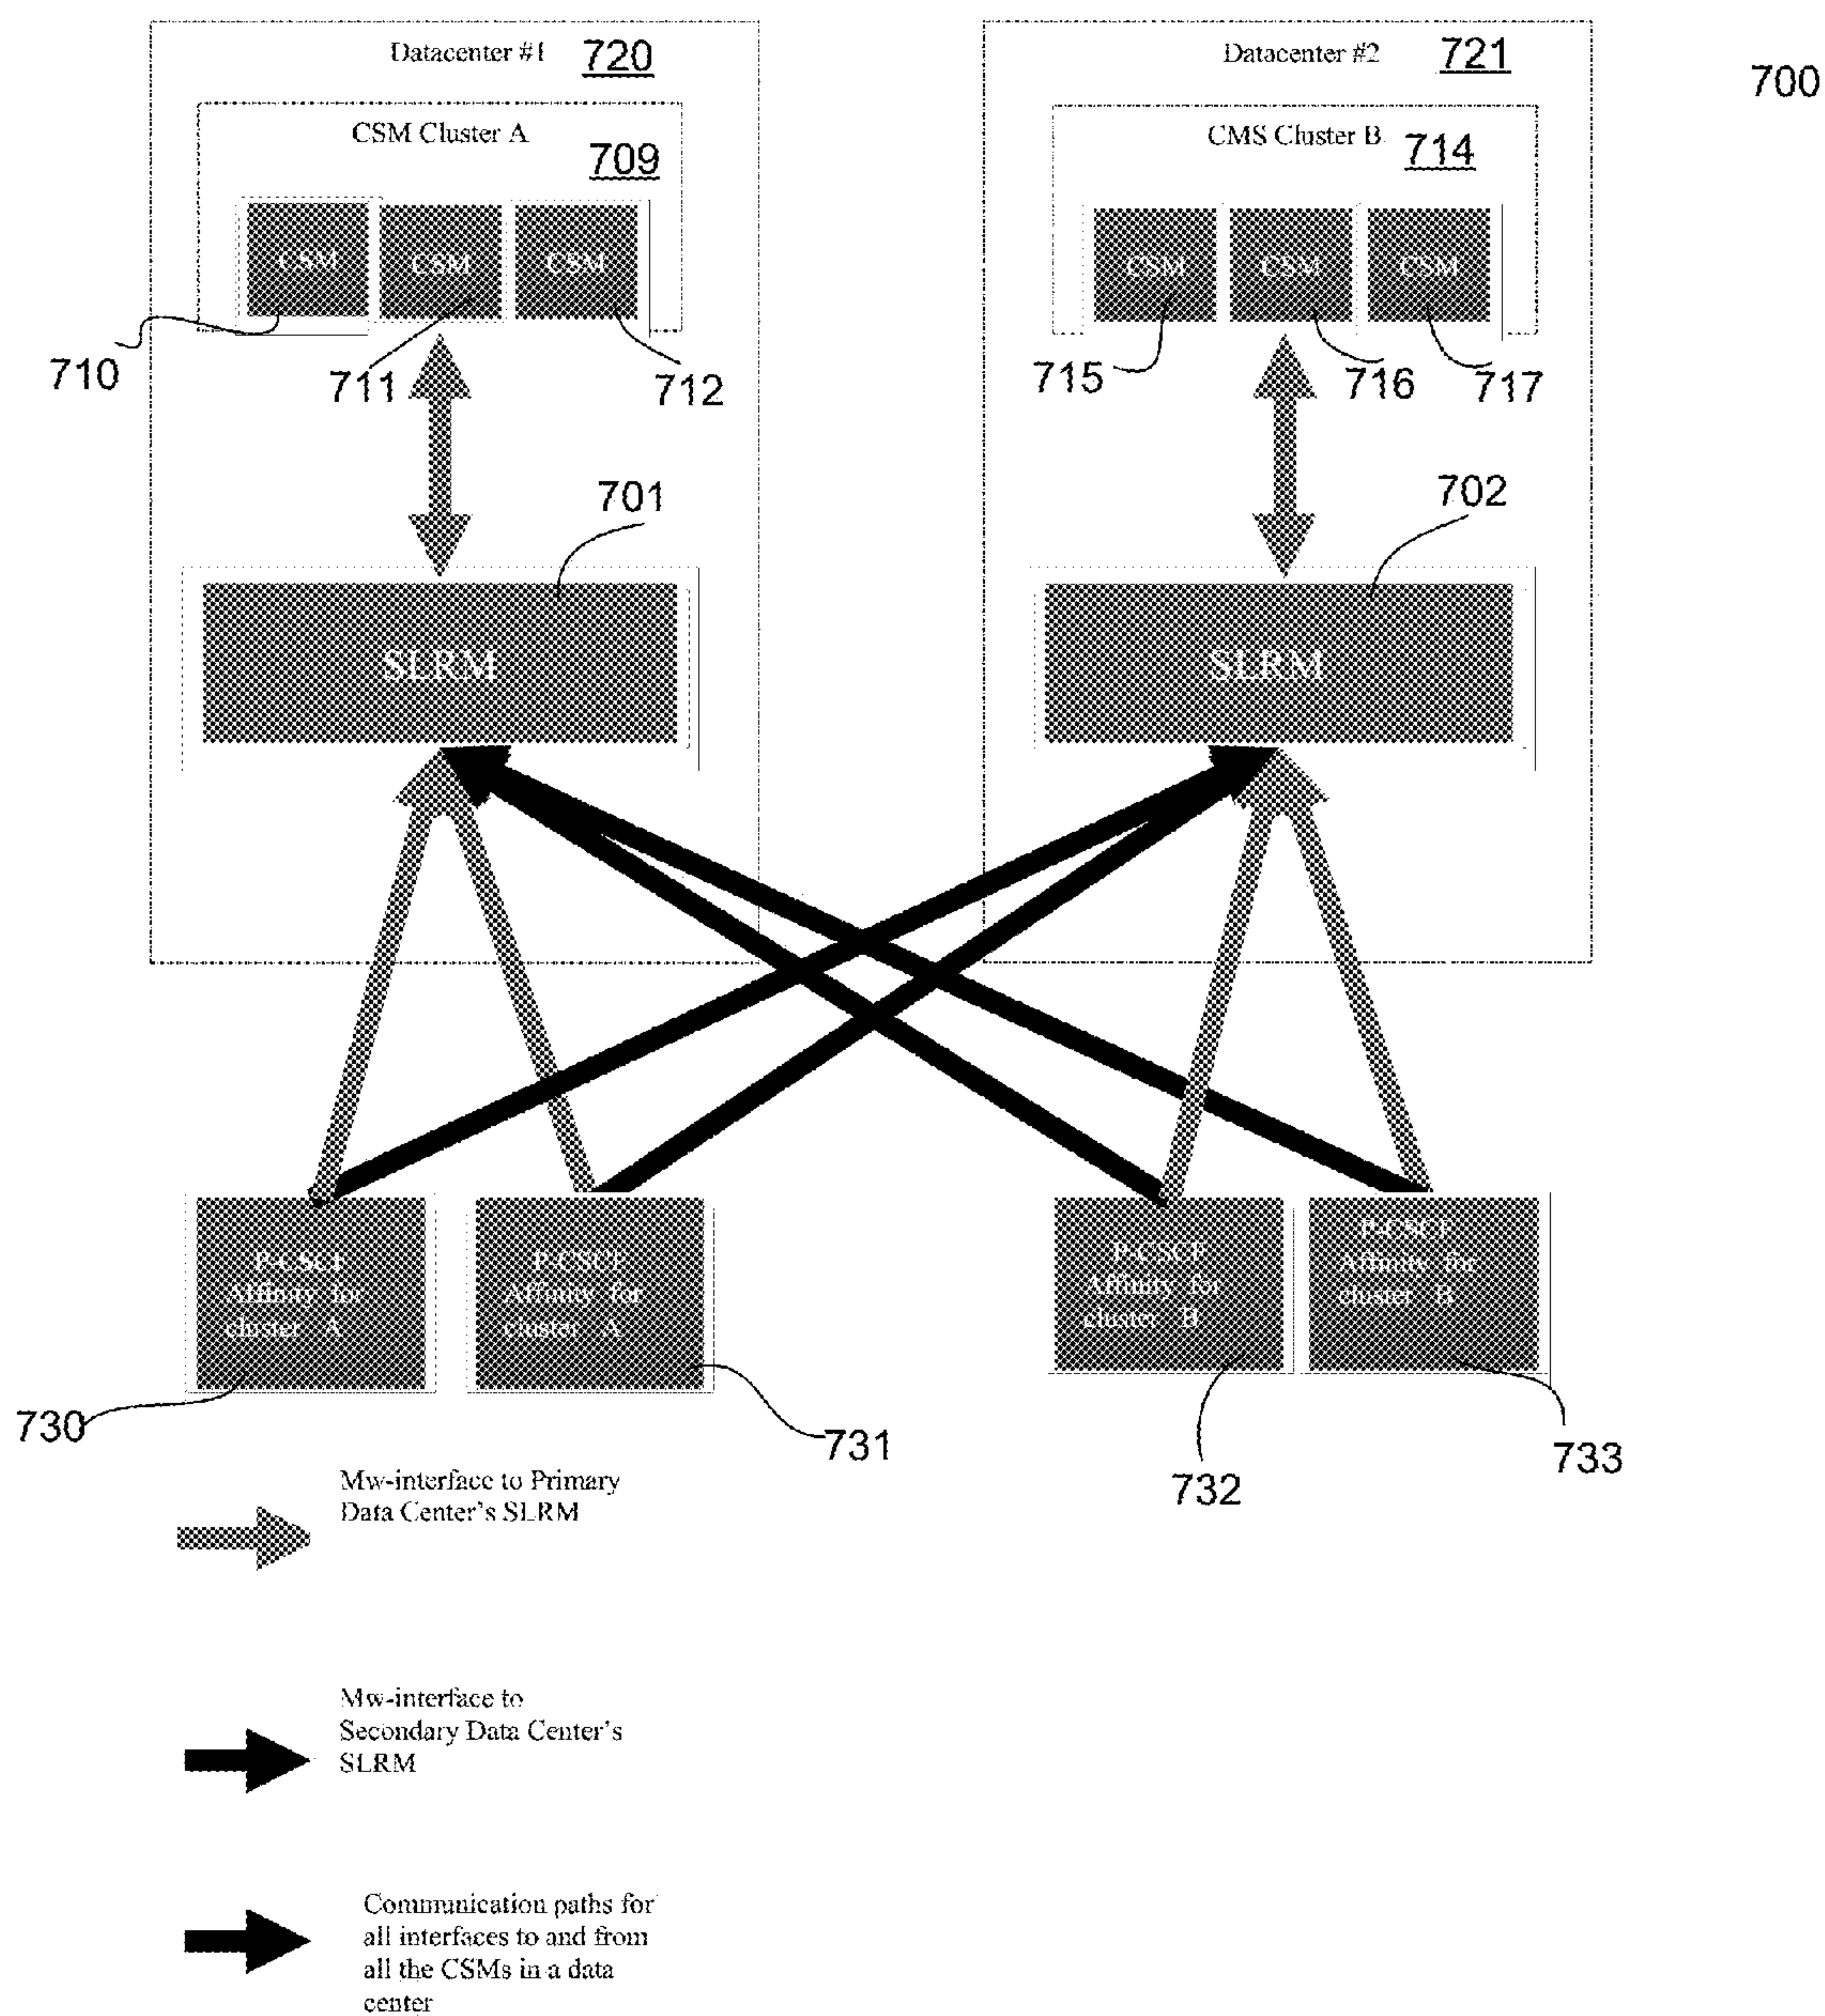 Datacenter #1 720
Datacenter #2 721
700
CSM Cluster A
709
CMS Cluster B 714
CSM CSM CSM
CSM CSM CSM
710 711 712
715 716 717
701
702
SLRM
SLRM
P-CSCF
Affinity for
cluster A
P-CSCF
Affinity for
cluster A
P-CSCF
Affinity for
cluster B
P-CSCF
Affinity for
cluster B
730
731
732
733
Mw-interface to Primary
Data Center's SLRM
Mw-interface to
Secondary Data Center's
SLRM
Communication paths for
all interfaces to and from
all the CSMs in a data
center